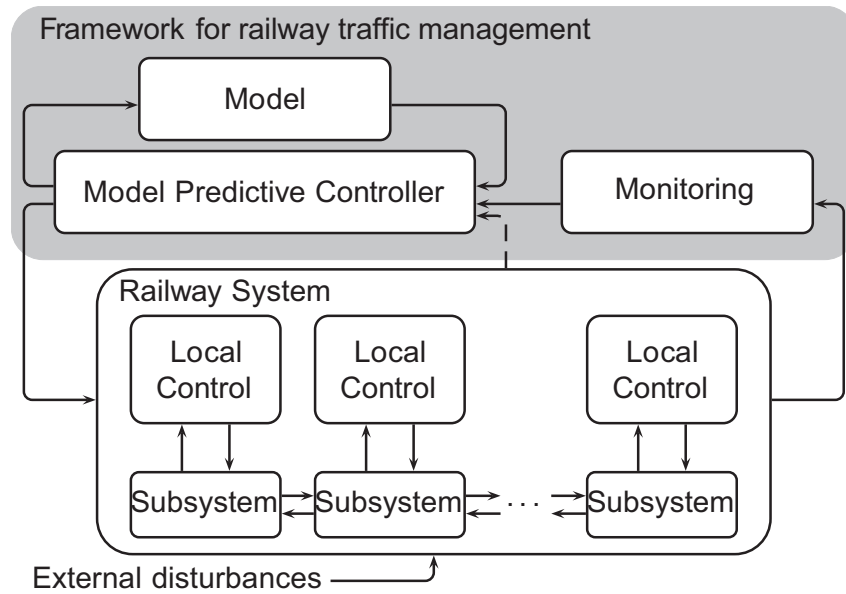 Framework for railway traffic management
Model
Model Predictive Controller
Monitoring
Railway System
Local
Control
Local
Control
Local
Control
Subsystem
Subsystem
. . .
Subsystem
External disturbances